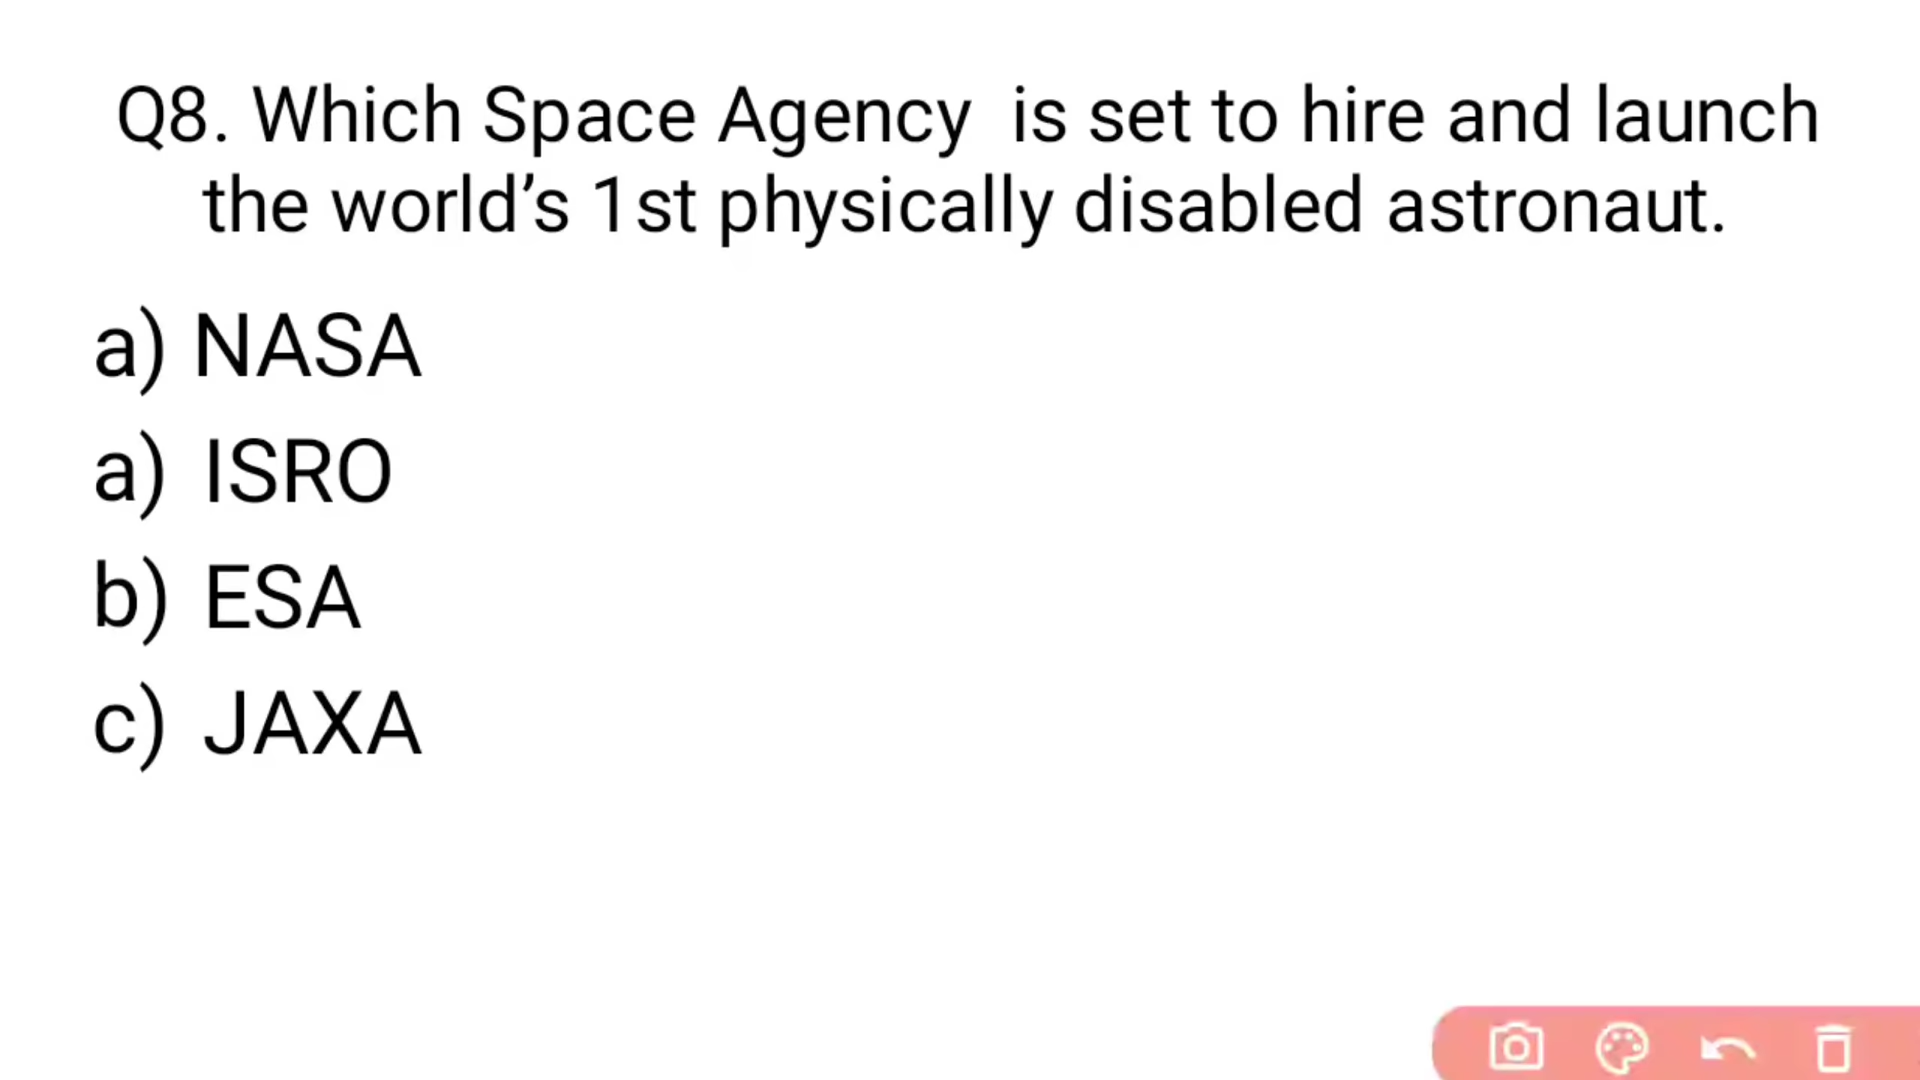 Q8. Which Space Agency is set to hire and launch
the world’s 1st physically disabled astronaut.
a) NASA
a) ISRO
b) ESA
c) JAXA